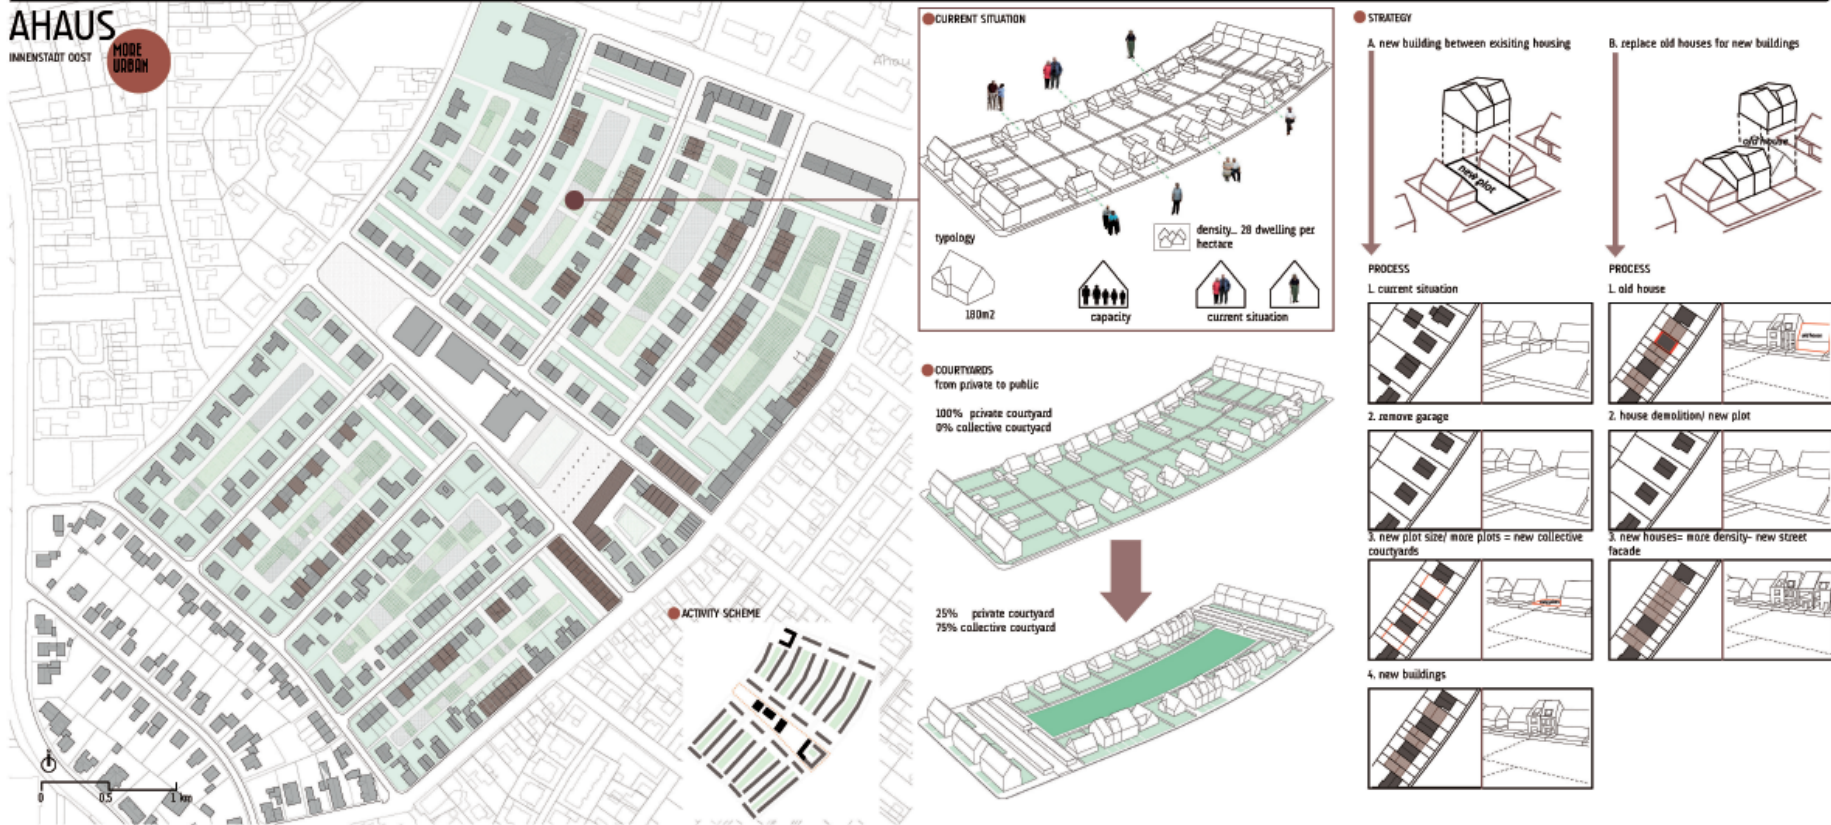 AHAUS
INNENSTADT OOST
MORE
URBAN
Ahau
CURRENT SITUATION
typology
180m2
density_ 28 dwelling per
hectare
capacity
current situation
COURTYARDS
from private to public
100% private courtyard
0% collective courtyard
25% private courtyard
75% collective courtyard
ACTIVITY SCHEME
0
0.5
1 km
STRATEGY
A. new building between exisiting housing
new plot
PROCESS
1. current situation
2. remove garage
3. new plot size/ more plots = new collective
courtyards
4. new buildings
B. replace old houses for new buildings
old house
PROCESS
1. old house
old house
2. house demolition/ new plot
3. new houses= more density- new street
facade